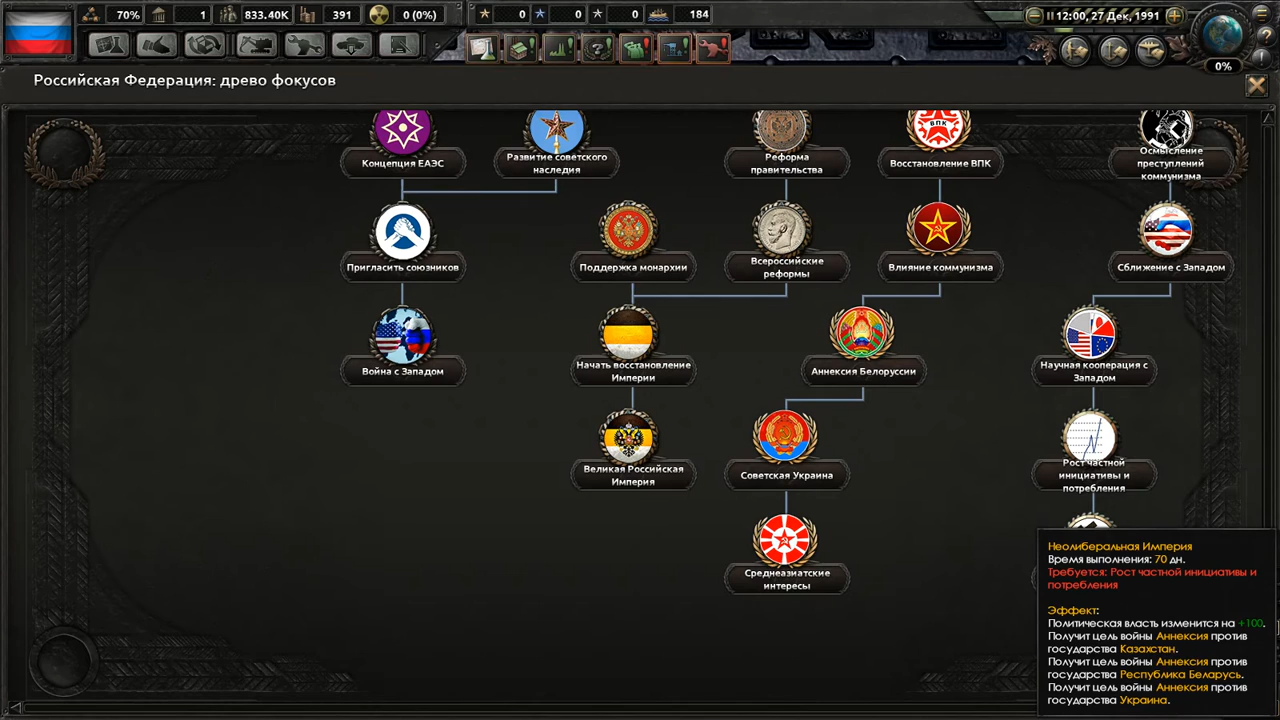 70%
1
833.40K
391
0 (0%)
0
0
0
184
12:00, 27 Дек, 1991
0%
Российская Федерация: древо фокусов
Концепция ЕАЭС
Развитие советского
наследия
Реформа
правительства
ВПК
Восстановление ВПК
Осмысление
преступлений
коммунизма
Пригласить союзников
Поддержка монархии
Всероссийские
реформы
Влияние коммунизма
Сближение с Западом
Война с Западом
Начать восстановление
Империи
Аннексия Белоруссии
Научная кооперация с
Западом
Великая Российская
Империя
Советская Украина
Рост частной
инициативы и
потребления
Среднеазиатские
интересы
Неолиберальная Империя
Время выполнения: 70 дн.
Требуется: Рост частной инициативы и
потребления
Эффект:
Политическая власть изменится на +100.
Получит цель войны Аннексия против
государства Казахстан.
Получит цель войны Аннексия против
государства Республика Беларусь.
Получит цель войны Аннексия против
государства Украина.